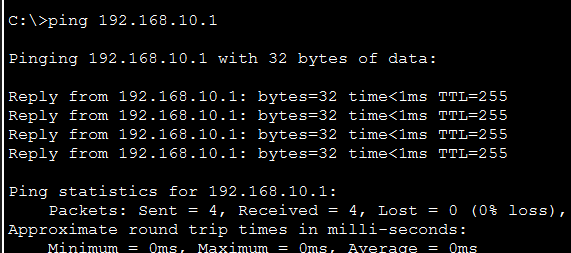 C:\>ping 192.168.10.1
Pinging 192.168.10.1 with 32 bytes of data:
Reply from 192.168.10.1: bytes=32 time<1ms TTL=255
Reply from 192.168.10.1: bytes=32 time<1ms TTL=255
Reply from 192.168.10.1: bytes=32 time<1ms TTL=255
Reply from 192.168.10.1: bytes=32 time<1ms TTL=255
Ping statistics for 192.168.10.1:
    Packets: Sent = 4, Received = 4, Lost = 0 (0% loss),
Approximate round trip times in milli-seconds:
    Minimum = 0ms, Maximum = 0ms, Average = 0ms